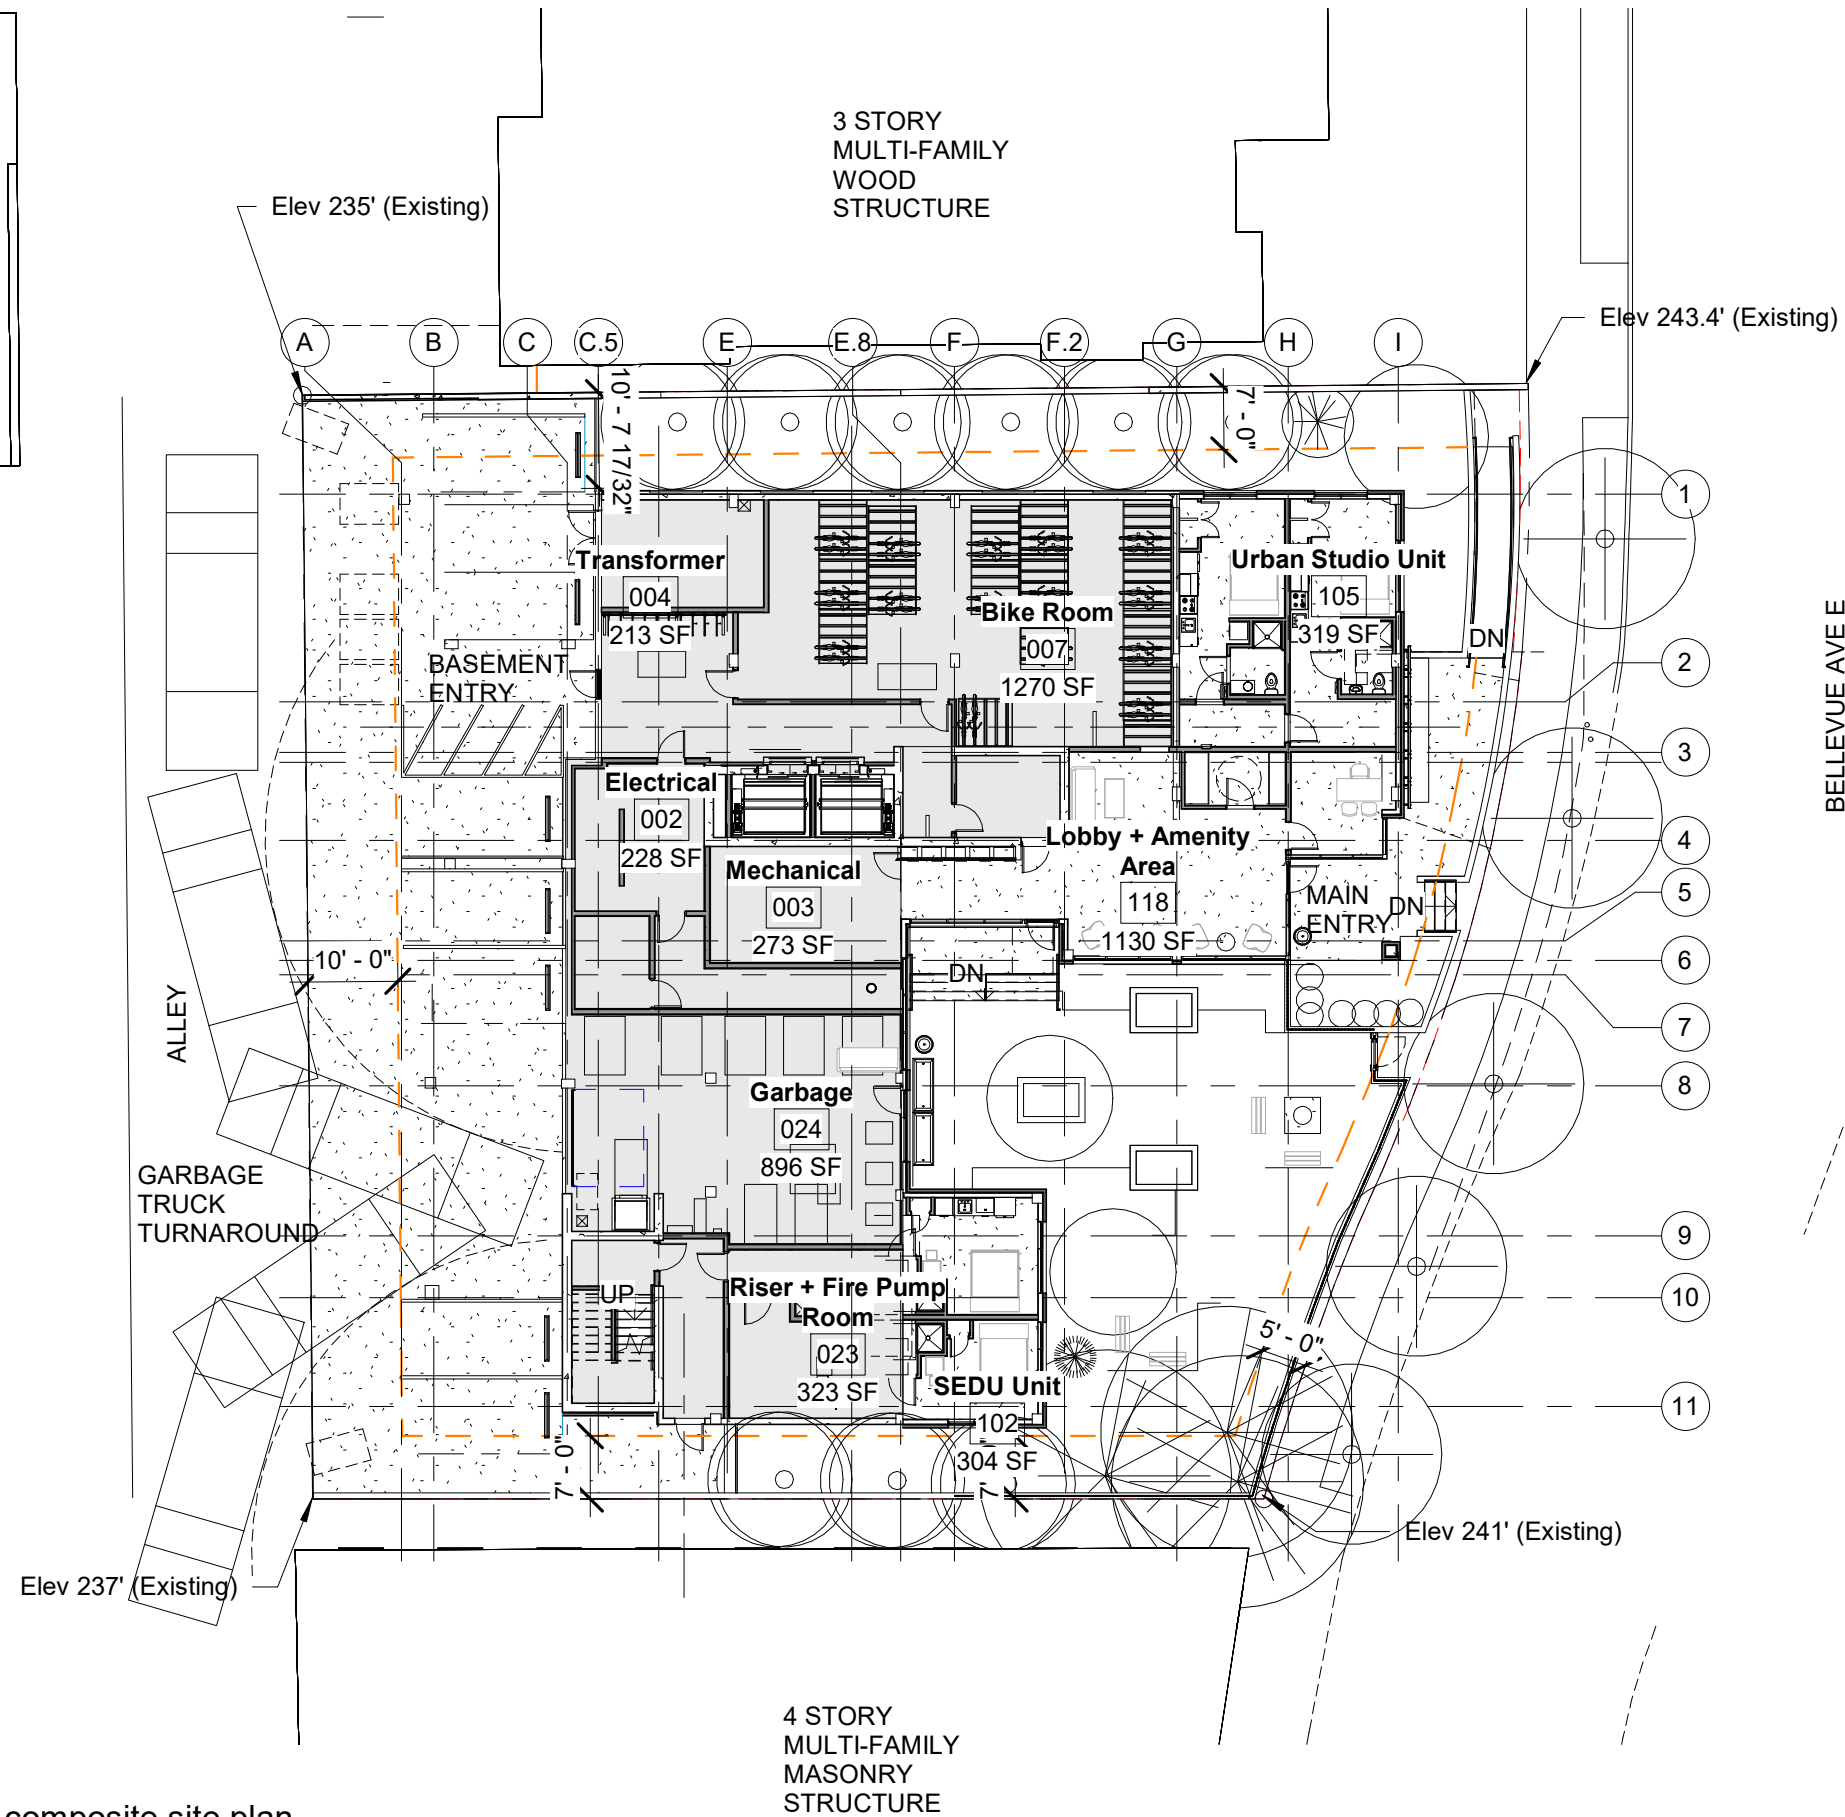 3 STORY
MULTI-FAMILY
WOOD
STRUCTURE
Elev 235' (Existing)
Elev 243.4' (Existing)
A
B
C
C.5
E
E.8
F
F.2
G
H
I
10' - 7 17/32"
7' - 0"
1
Transformer
004
213 SF
Bike Room
007
1270 SF
Urban Studio Unit
105
319 SF
DN
2
BASEMENT
ENTRY
BELLEVUE AVE E
3
Electrical
002
228 SF
Lobby + Amenity
Area
118
1130 SF
4
Mechanical
003
273 SF
MAIN
ENTRY
DN
5
10' - 0"
DN
6
ALLEY
7
Garbage
024
896 SF
8
GARBAGE
TRUCK
TURNAROUND
9
UP
Riser + Fire Pump
Room
023
323 SF
10
5' - 0"
SEDU Unit
102
304 SF
11
7' - 0"
7'
Elev 241' (Existing)
Elev 237' (Existing)
4 STORY
MULTI-FAMILY
MASONRY
STRUCTURE
composite site plan